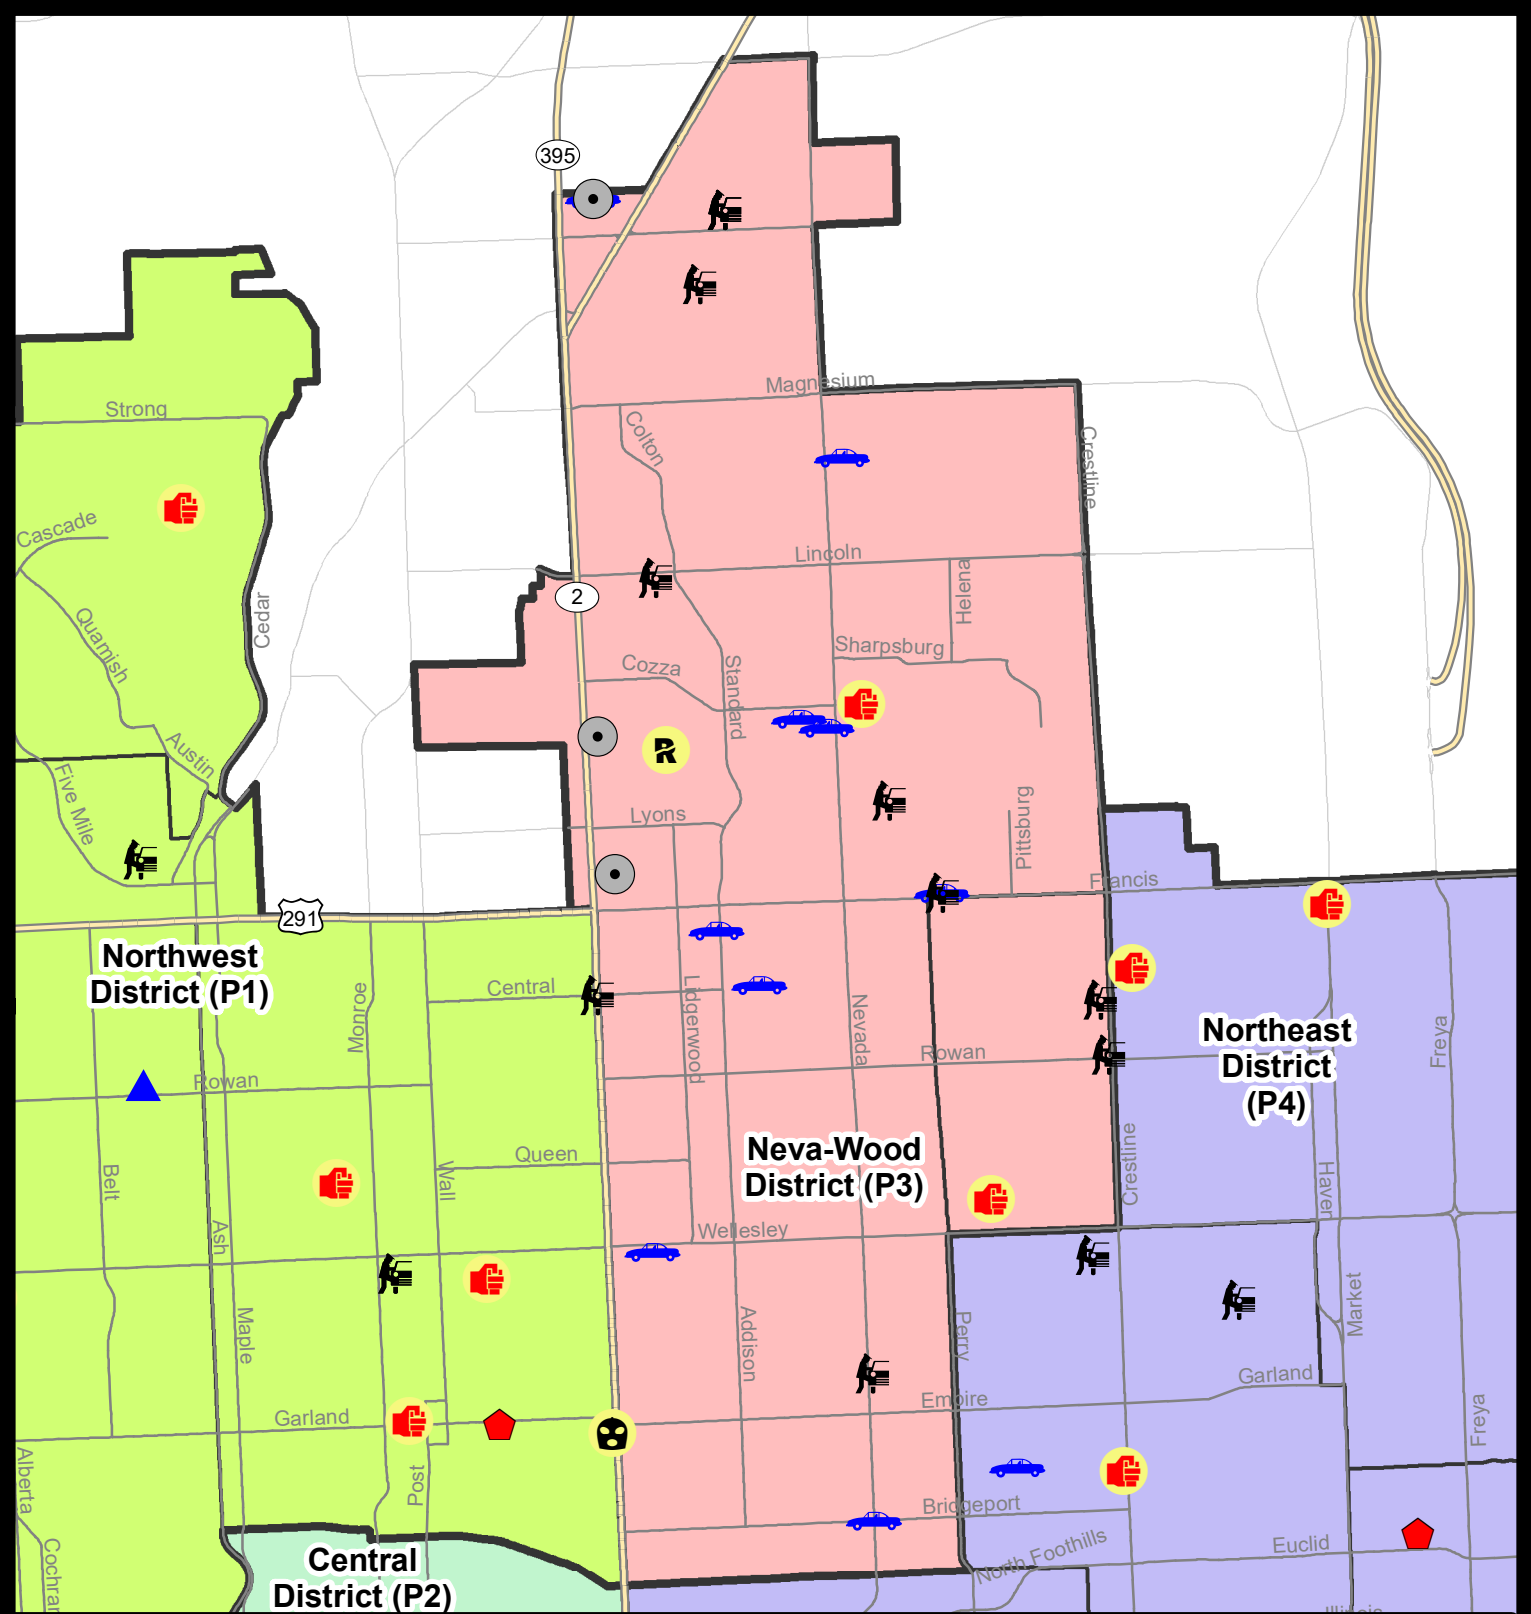 395
Magnesium
Strong
Colton
Crestline
Cascade
Lincoln
Helena
2
Cedar
Quamish
Sharpsburg
Cozza
Standard
Austin
R
Five Mile
Lyons
Pittsburg
Francis
291
Northwest
District (P1)
Central
Lidgerwood
Monroe
Nevada
Northeast
District
(P4)
Freya
Rowan
Rowan
Neva-Wood
District (P3)
Queen
Belt
Wall
Crestline
Haven
Ash
Wellesley
Maple
Addison
Perry
Market
Garland
Empire
Garland
Freya
Alberta
Post
Bridgeport
Euclid
North Foothills
Cochran
Central
District (P2)
Illinois